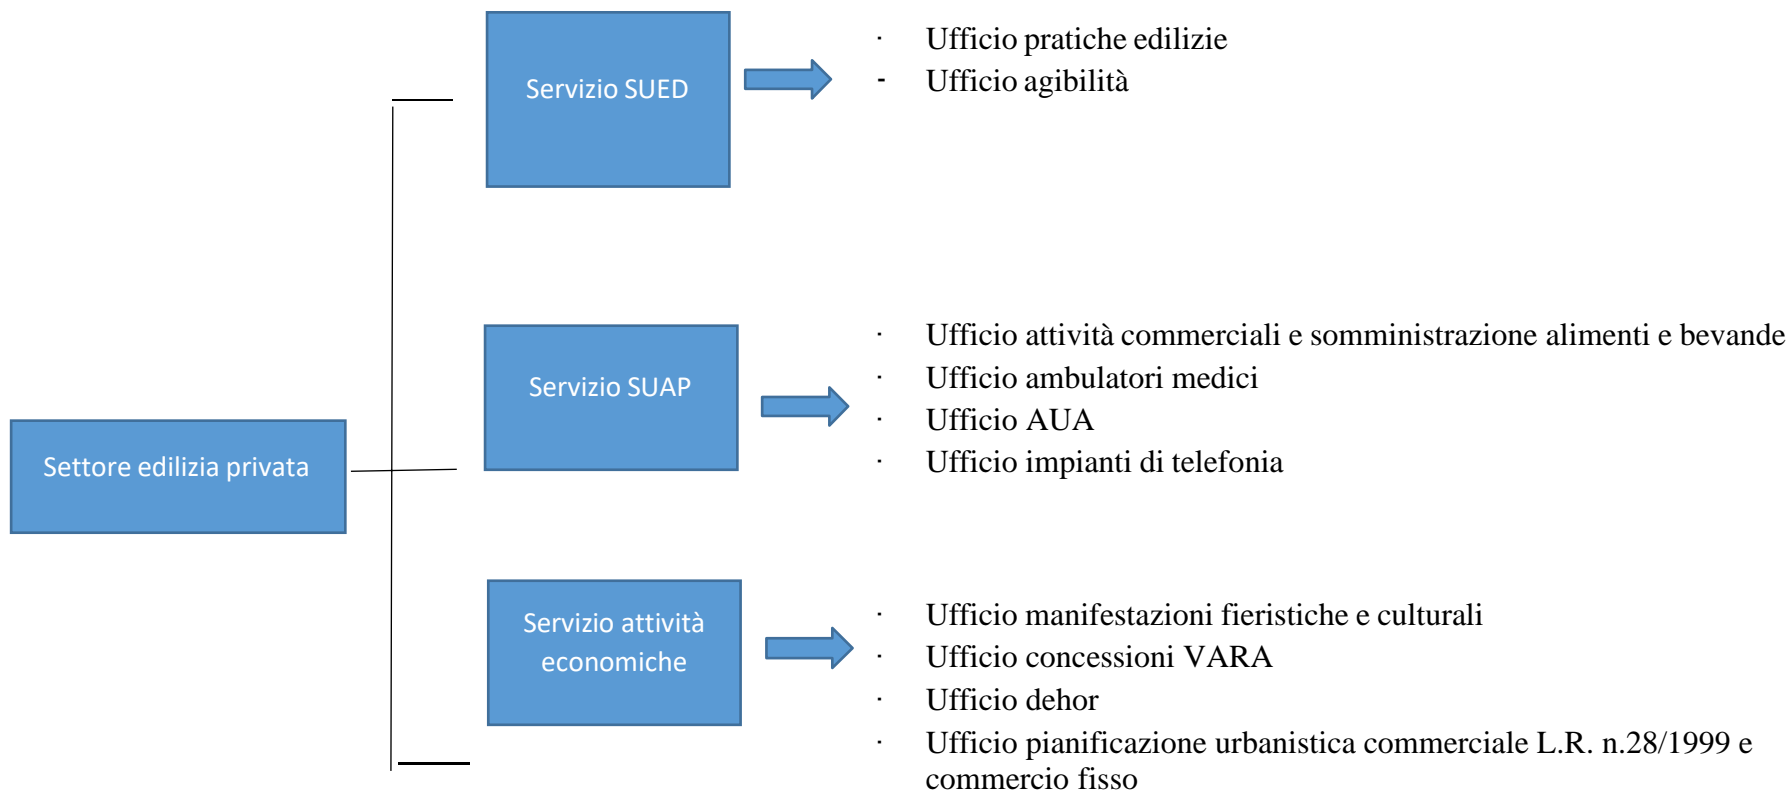 Servizio SUED
· Ufficio pratiche edilizie
- Ufficio agibilità
Servizio SUAP
· Ufficio attività commerciali e somministrazione alimenti e bevande
· Ufficio ambulatori medici
· Ufficio AUA
· Ufficio impianti di telefonia
Settore edilizia privata
Servizio attività
economiche
· Ufficio manifestazioni fieristiche e culturali
· Ufficio concessioni VARA
· Ufficio dehor
· Ufficio pianificazione urbanistica commerciale L.R. n.28/1999 e
commercio fisso